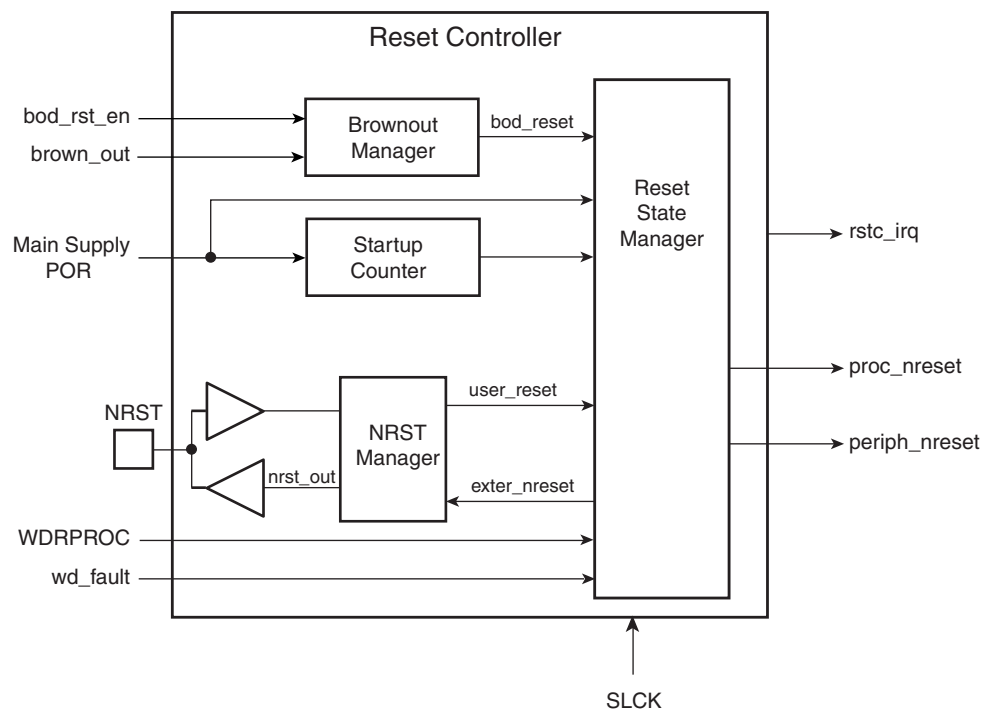 Reset Controller
bod_rst_en
brown_out
Brownout
Manager
bod_reset
Main Supply
POR
Startup
Counter
Reset
State
Manager
rstc_irq
proc_nreset
periph_nreset
NRST
nrst_out
NRST
Manager
user_reset
exter_nreset
WDRPROC
wd_fault
SLCK